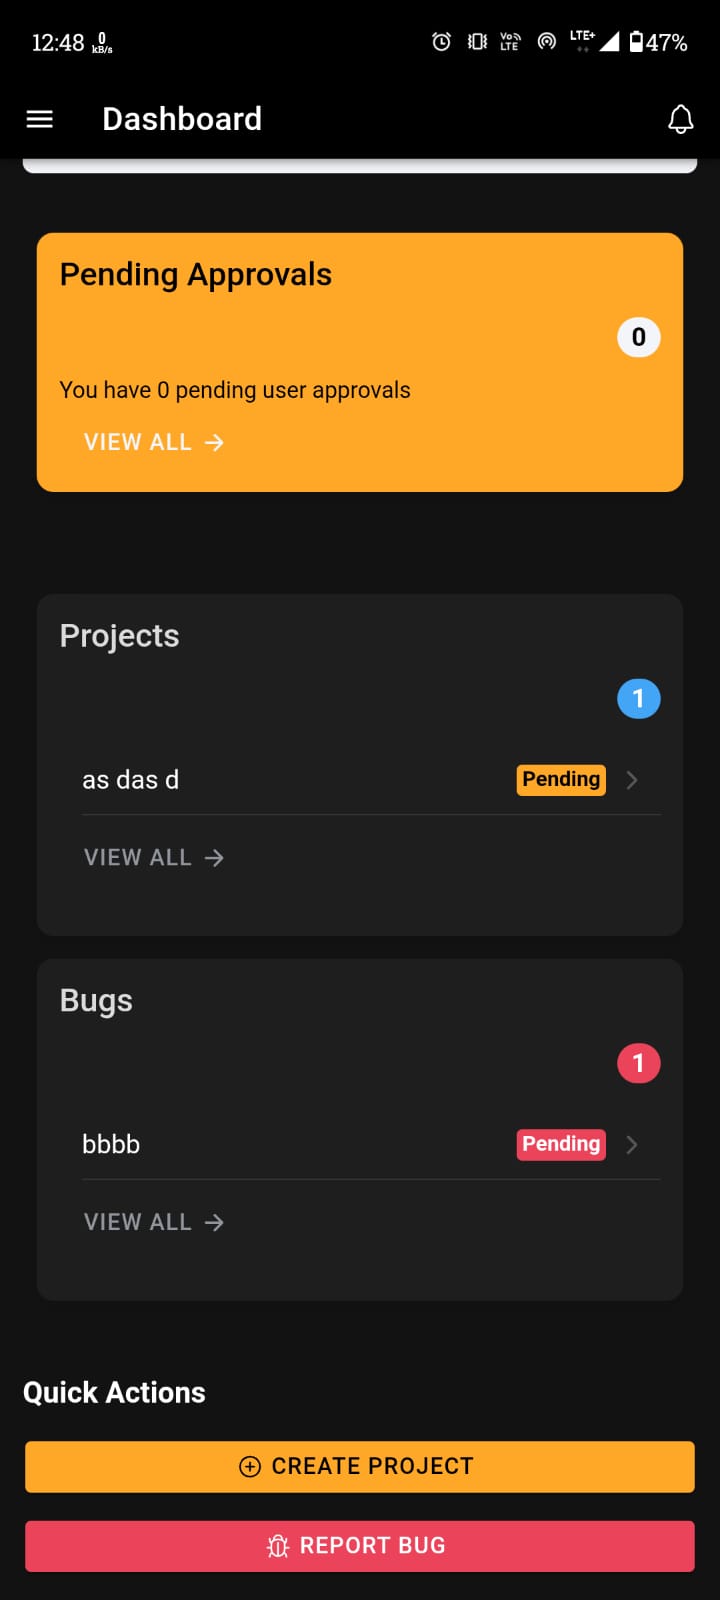 12:48 0 kB/s Vo LTE LTE+ 47%
Dashboard
Pending Approvals
0
You have 0 pending user approvals
VIEW ALL →
Projects
1
as das d Pending
VIEW ALL →
Bugs
1
bbbb Pending
VIEW ALL →
Quick Actions
CREATE PROJECT
REPORT BUG